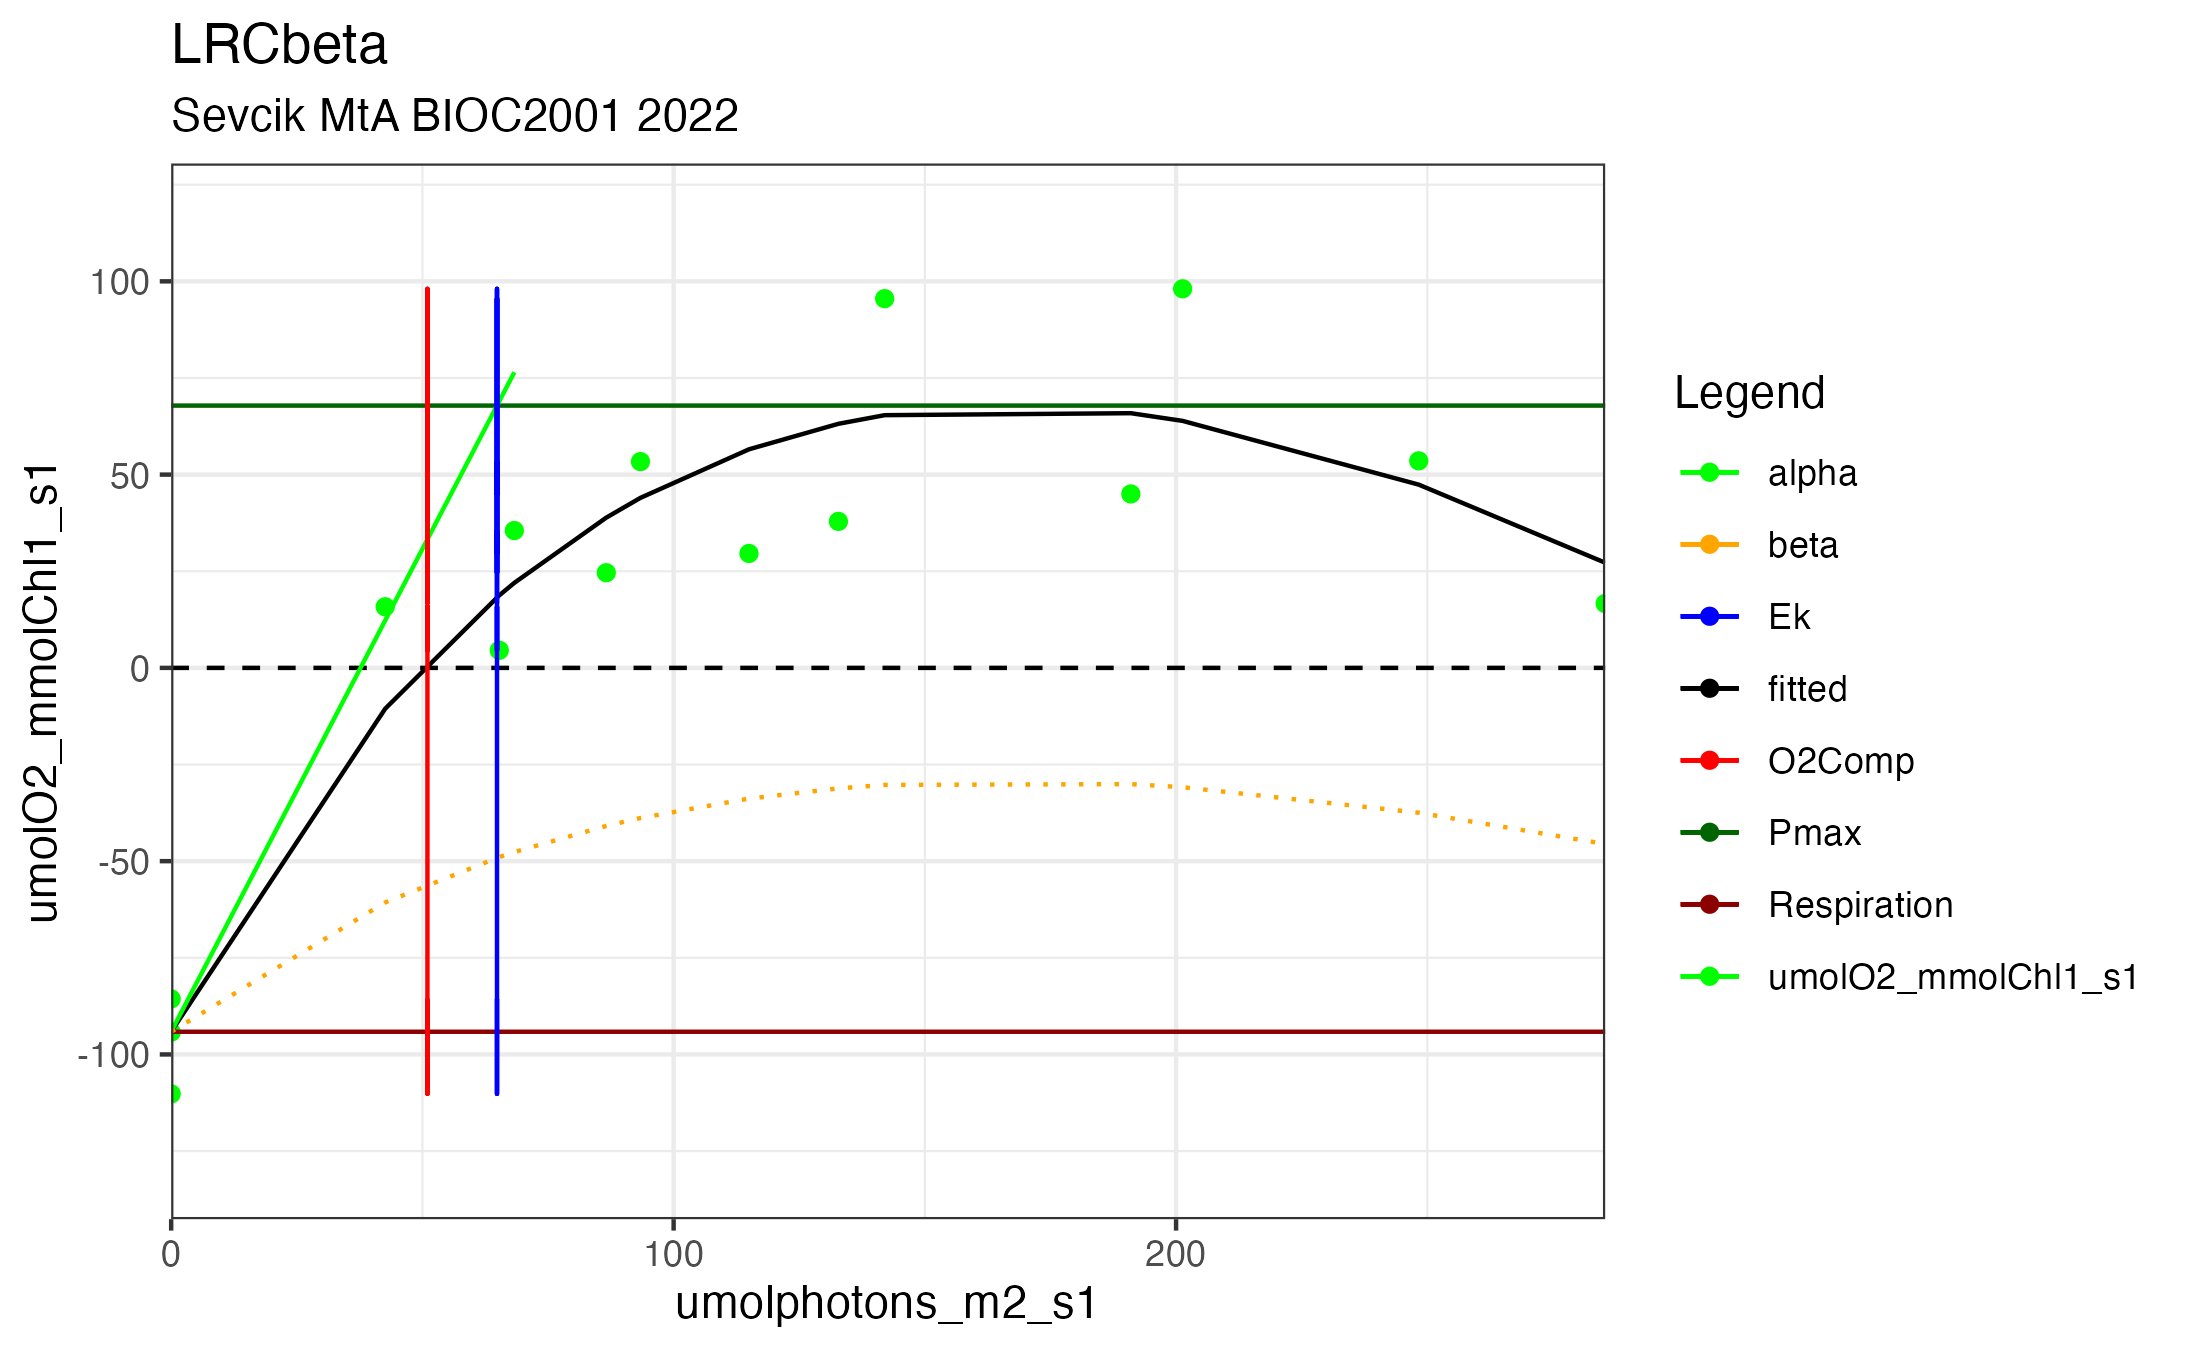 LRCbeta
Sevcik MtA BIOC2001 2022
umolO2_mmolChl1_s1
100
50
0
-50
-100
0
100
200
umolphotons_m2_s1
Legend
alpha
beta
Ek
fitted
O2Comp
Pmax
Respiration
umolO2_mmolChl1_s1